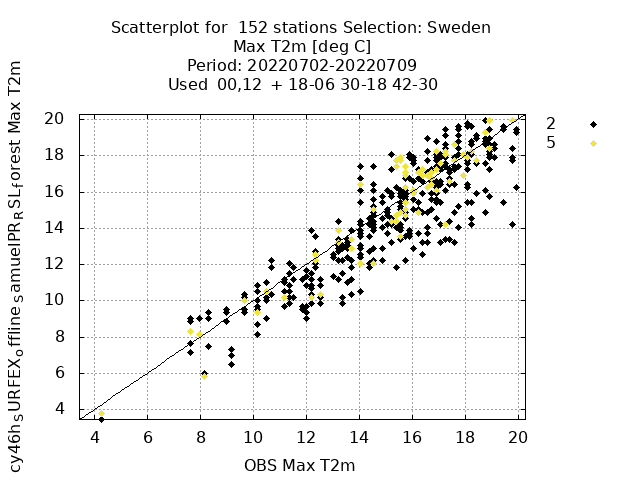 Scatterplot for  152 stations Selection: Sweden
Max T2m [deg C]
Period: 20220702-20220709
Used  00,12  + 18-06 30-18 42-30
cy46h_SURFEX_offline_samuelPR_RSL_forest Max T2m
20
18
16
14
12
10
8
6
4
4 6 8 10 12 14 16 18 20
OBS Max T2m
2
5